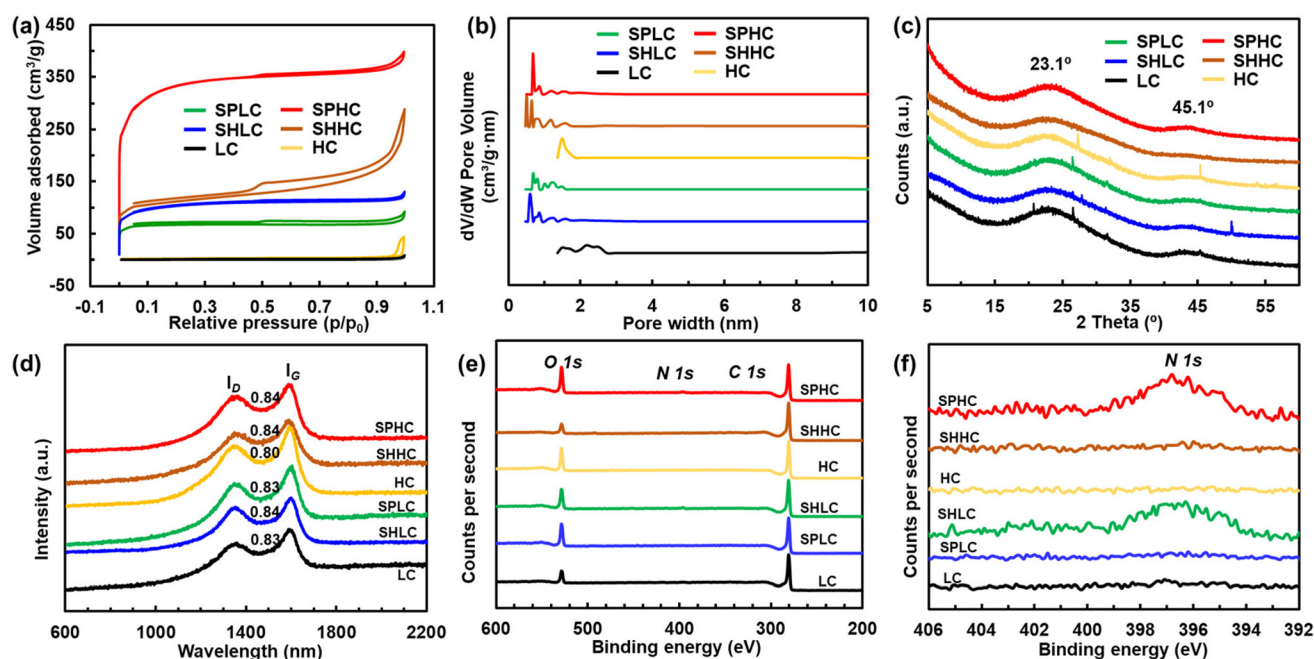 (a)
450
350
250
150
50
-50
Volume adsorbed (cm³/g)
SPLC SPHC
SHLC SHHC
LC HC
-0.1 0.1 0.3 0.5 0.7 0.9 1.1
Relative pressure (p/p₀)
(b)
dV/dW Pore Volume
(cm³/g·nm)
SPLC SPHC
SHLC SHHC
LC HC
0 2 4 6 8 10
Pore width (nm)
(c)
Counts (a.u.)
SPLC SPHC
SHLC SHHC
LC HC
23.1º
45.1º
5 15 25 35 45 55
2 Theta (º)
(d)
Intensity (a.u.)
I_D I_G
0.84
SPHC
0.84
SHHC
0.80
HC
0.83
SPLC
0.84
SHLC
0.83
LC
600 1000 1400 1800 2200
Wavelength (nm)
(e)
Counts per second
O 1s N 1s C 1s
SPHC
SHHC
HC
SHLC
SPLC
LC
600 500 400 300 200
Binding energy (eV)
(f)
Counts per second
N 1s
SPHC
SHHC
HC
SHLC
SPLC
LC
406 404 402 400 398 396 394 392
Binding energy (eV)